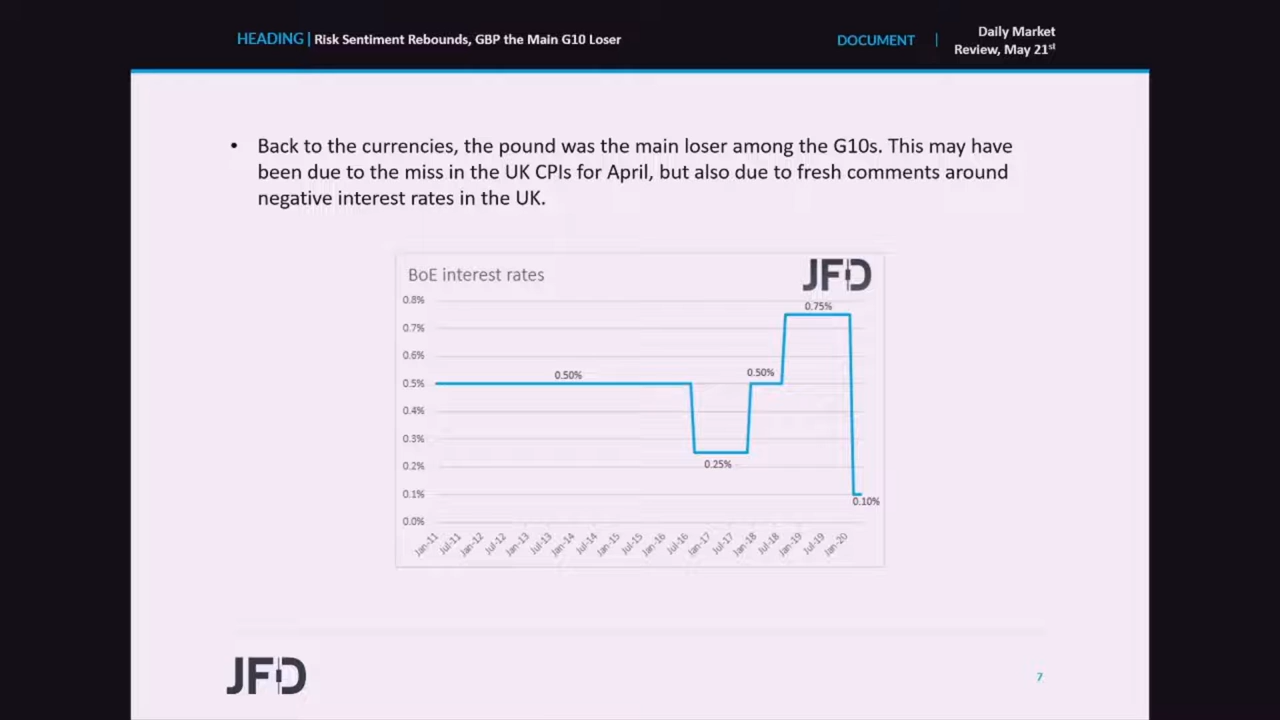 HEADING | Risk Sentiment Rebounds, GBP the Main G10 Loser
DOCUMENT | Daily Market
Review, May 21st
• Back to the currencies, the pound was the main loser among the G10s. This may have
been due to the miss in the UK CPIs for April, but also due to fresh comments around
negative interest rates in the UK.
BoE interest rates
JFD
0.8%
0.7%
0.6%
0.5%
0.4%
0.3%
0.2%
0.1%
0.0%
0.50%
0.25%
0.50%
0.75%
0.10%
Jan-11
Jul-11
Jan-12
Jul-12
Jan-13
Jul-13
Jan-14
Jul-14
Jan-15
Jul-15
Jan-16
Jul-16
Jan-17
Jul-17
Jan-18
Jul-18
Jan-19
Jul-19
Jan-20
JFD
7